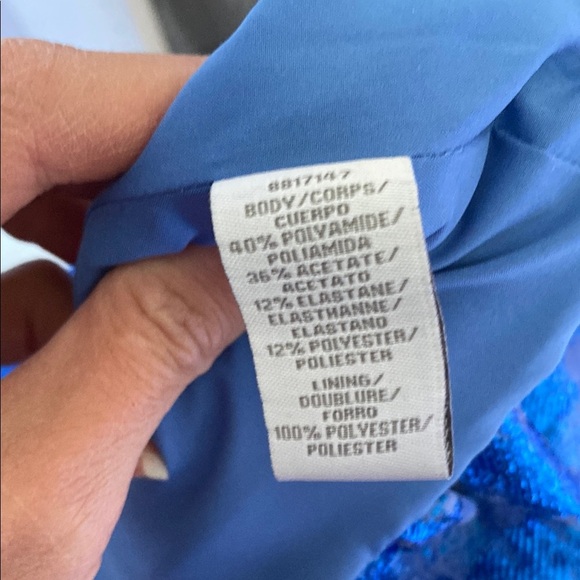 8817147
BODY/CORPS/
CUERPO
40% POLYAMIDE/
POLIAMIDA
36% ACETATE/
ACETATO
12% ELASTANE/
ELASTHANNE/
ELASTANO
12% POLYESTER/
POLIESTER
LINING/
DOUBLURE/
FORRO
100% POLYESTER/
POLIESTER